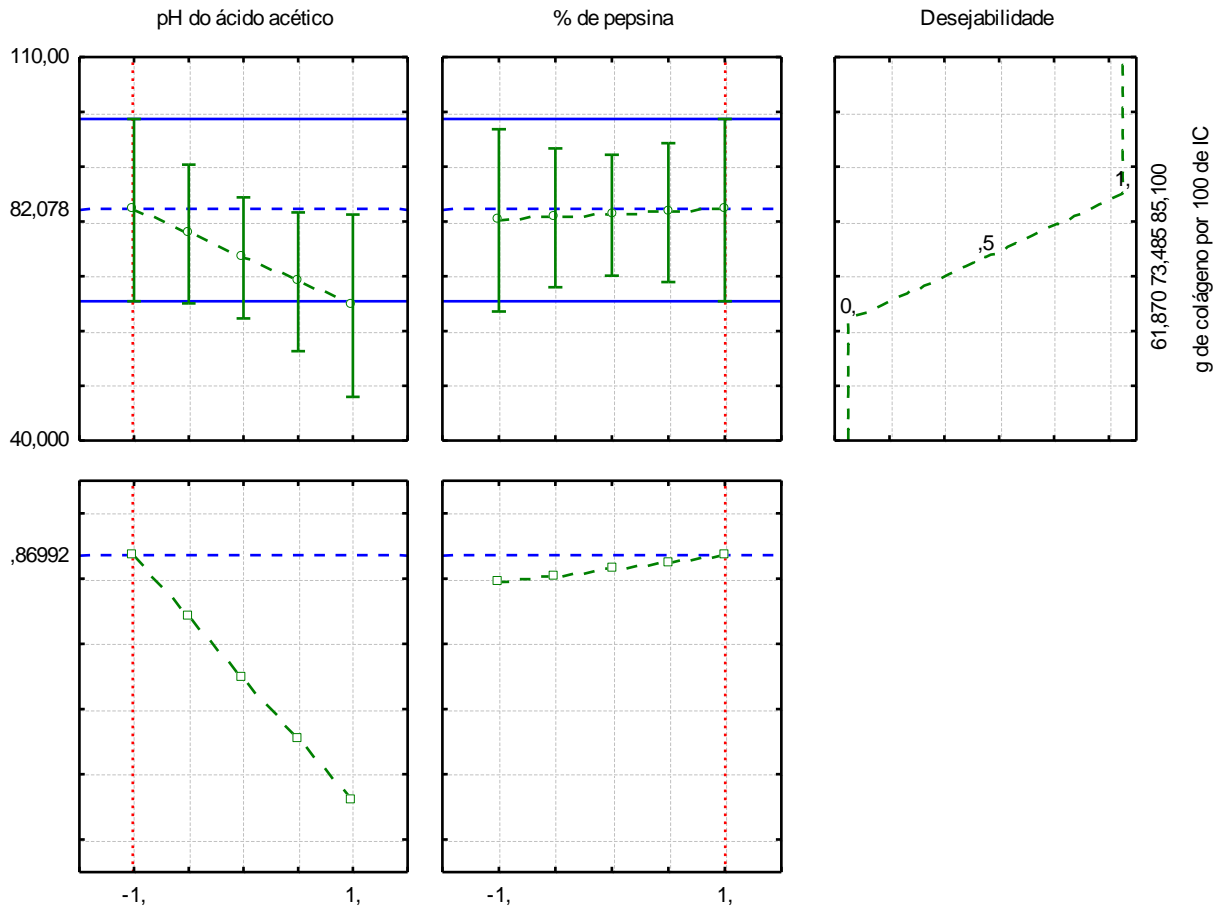 pH do ácido acético
% de pepsina
Desejabilidade
110,00
82,078
40,000
1,
,5
0,
61,870 73,485 85,100
g de colágeno por 100 de IC
,86992
-1,
1,
-1,
1,